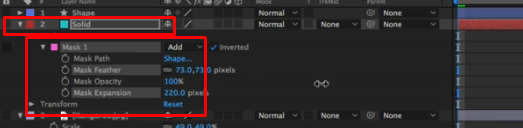 # Layer Name Mode T TrkMat Parent
1 Shape Normal None
2 Solid Normal None None
Mask 1 Add Inverted
Mask Path Shape...
Mask Feather 73.0,73.0 pixels
Mask Opacity 100%
Mask Expansion 220.0 pixels
Transform Reset
Normal None None
Scale 49.0,49.0%